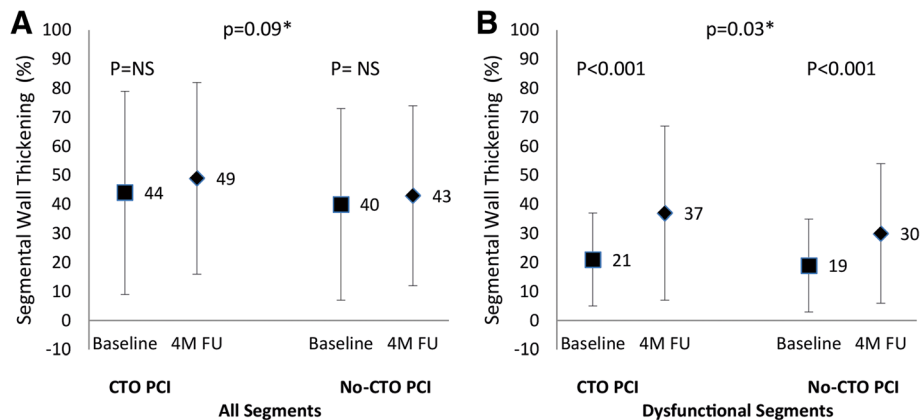 A
p=0.09*
Segmental Wall Thickening (%)
100
90
80
70
60
50
40
30
20
10
0
-10
P=NS
P= NS
44
49
40
43
Baseline 4M FU Baseline 4M FU
CTO PCI No-CTO PCI
All Segments
B
p=0.03*
Segmental Wall Thickening (%)
100
90
80
70
60
50
40
30
20
10
0
-10
P<0.001
P<0.001
21
37
19
30
Baseline 4M FU Baseline 4M FU
CTO PCI No-CTO PCI
Dysfunctional Segments